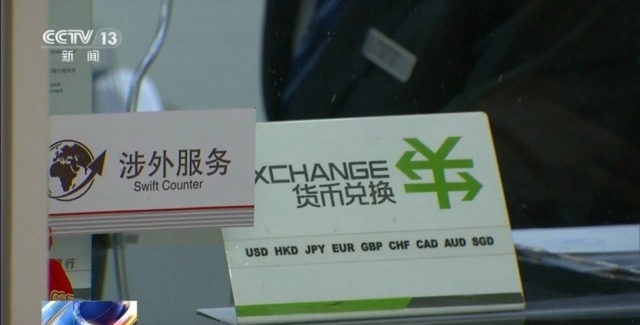 CCTV 13
新闻
涉外服务
Swift Counter
XCHANGE
货币兑换
USD HKD JPY EUR GBP CHF CAD AUD SGD
行